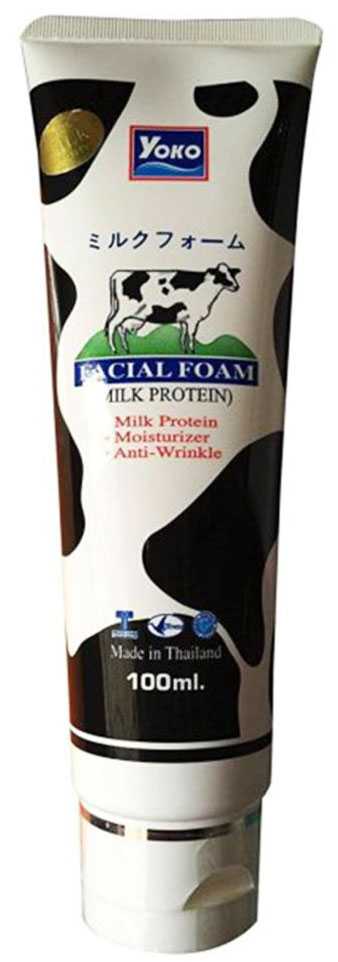 YOKO
ミルクフォーム
FACIAL FOAM
(MILK PROTEIN)
Milk Protein
- Moisturizer
- Anti-Wrinkle
Made in Thailand
100ml.